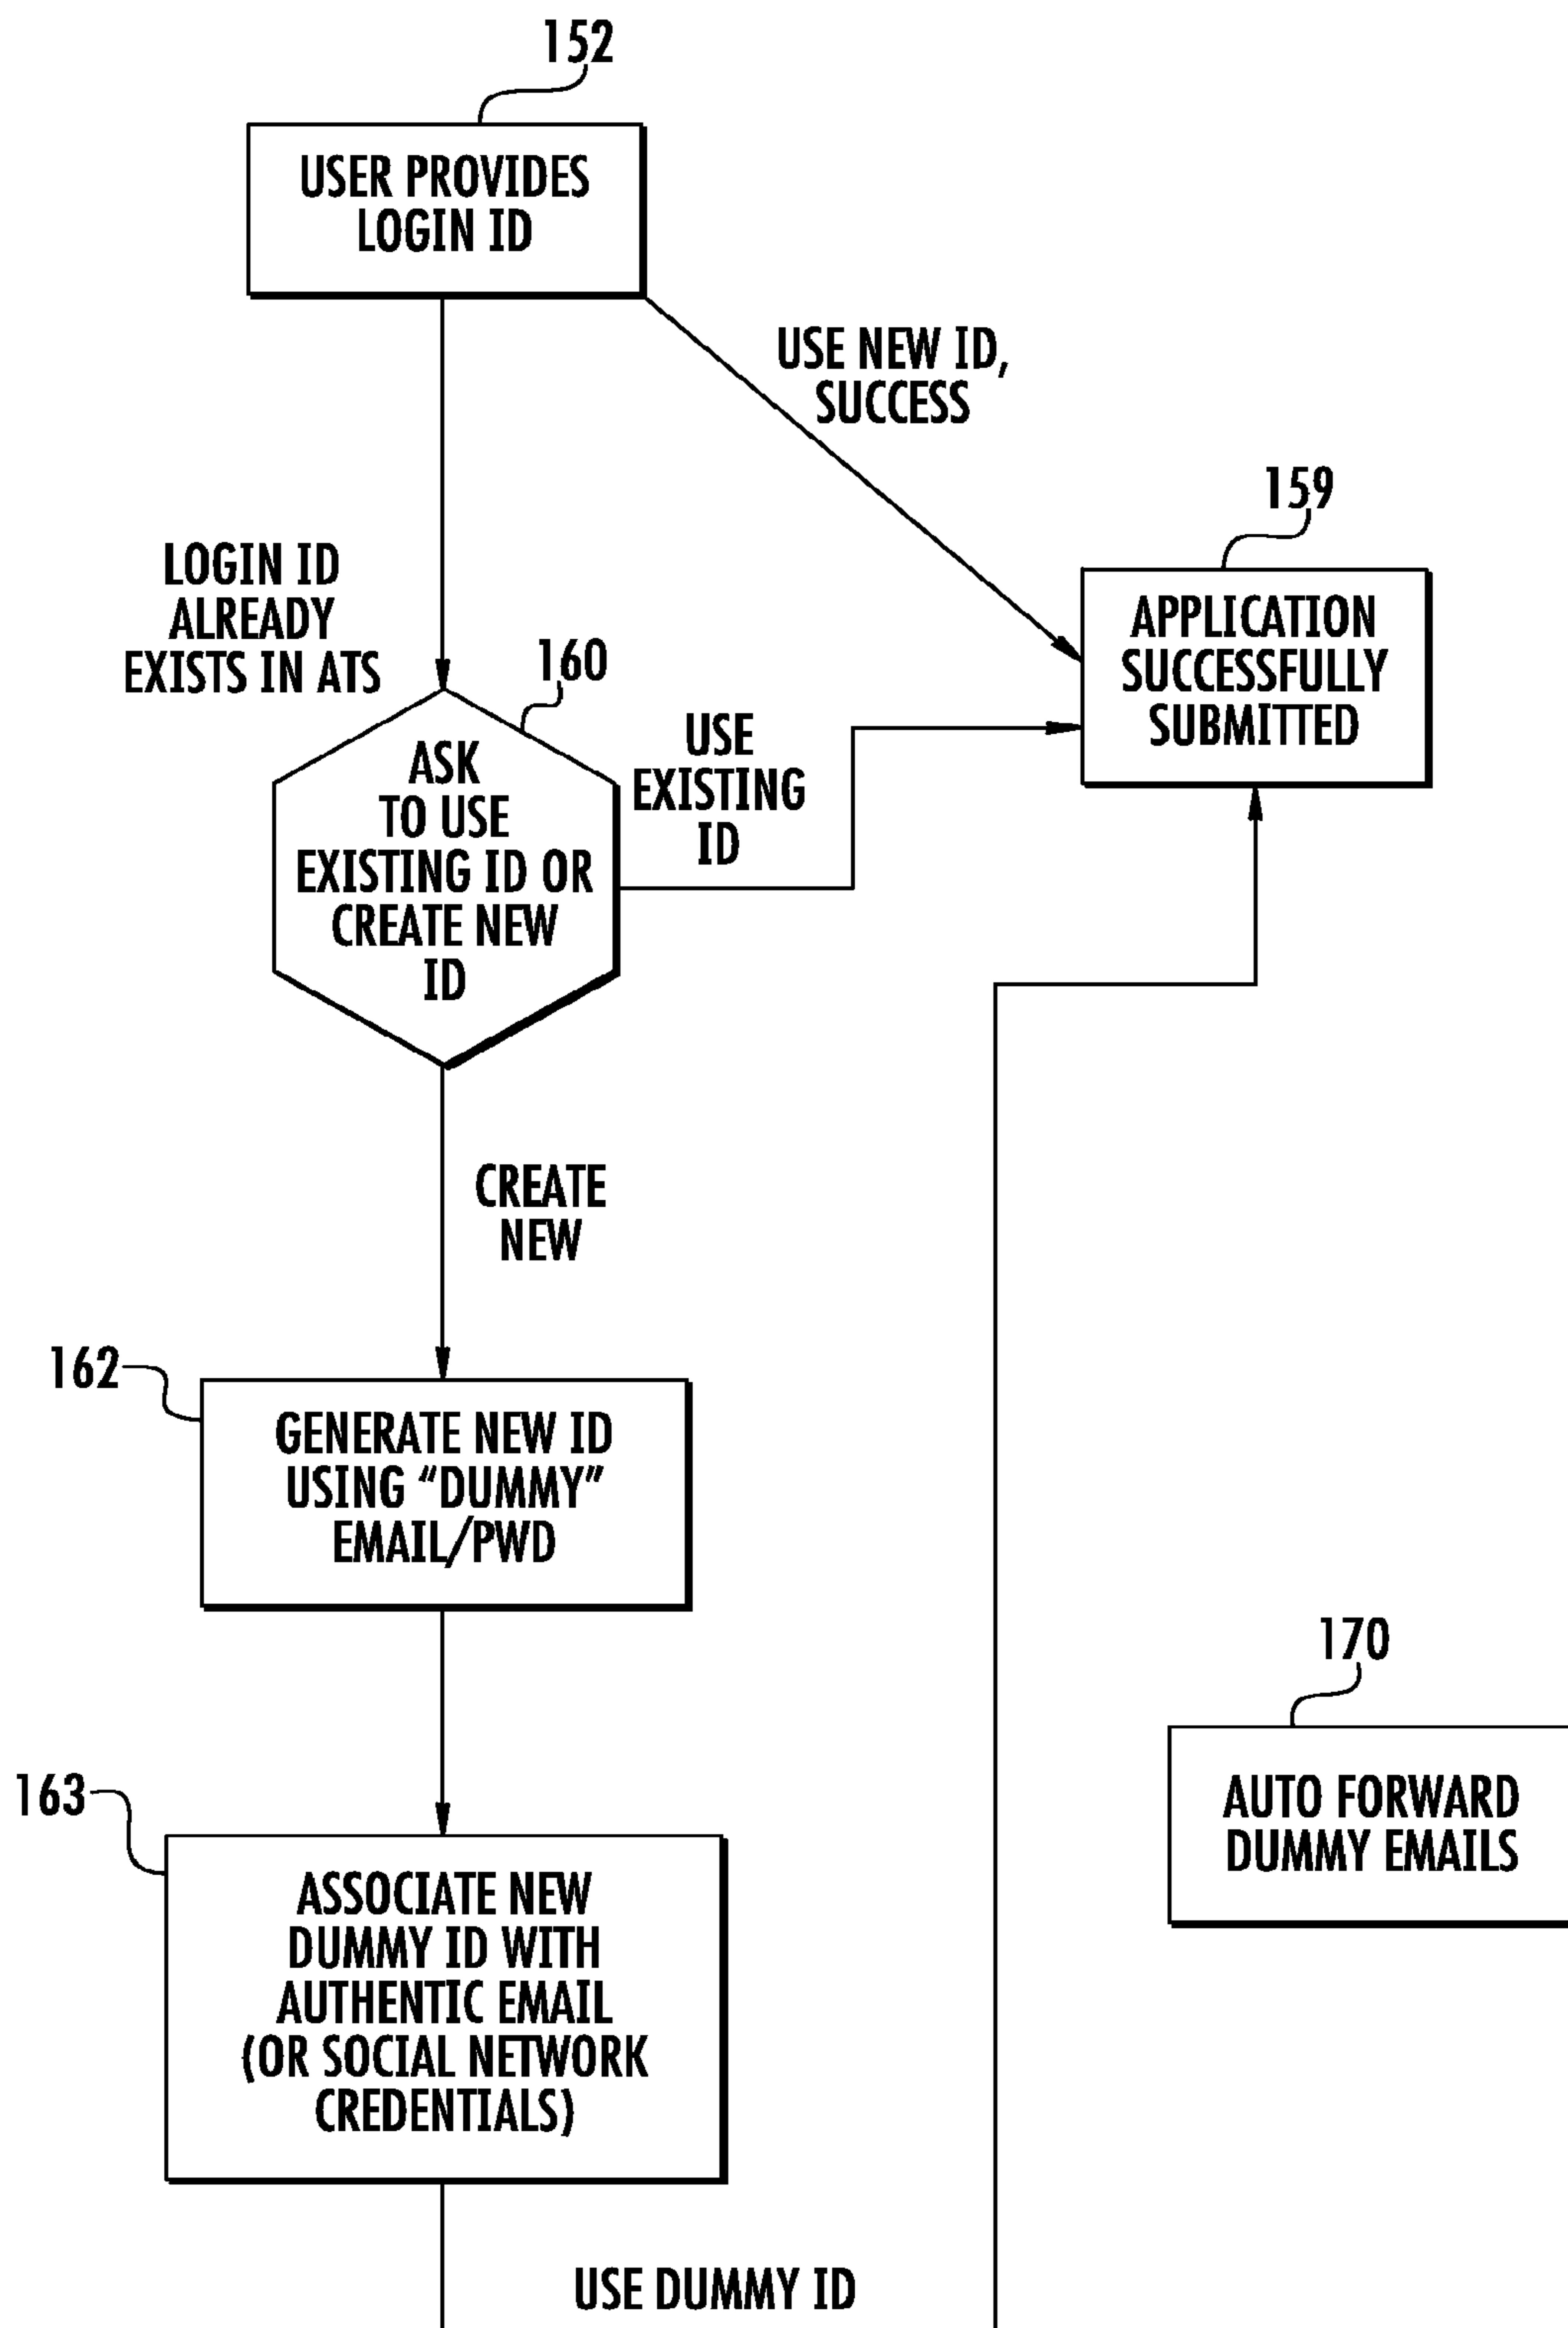 152
USER PROVIDES
LOGIN ID
USE NEW ID,
SUCCESS
159
APPLICATION
SUCCESSFULLY
SUBMITTED
LOGIN ID
ALREADY
EXISTS IN ATS
160
ASK
TO USE
EXISTING ID OR
CREATE NEW
ID
USE
EXISTING
ID
CREATE
NEW
162
GENERATE NEW ID
USING “DUMMY”
EMAIL/PWD
170
AUTO FORWARD
DUMMY EMAILS
163
ASSOCIATE NEW
DUMMY ID WITH
AUTHENTIC EMAIL
(OR SOCIAL NETWORK
CREDENTIALS)
USE DUMMY ID